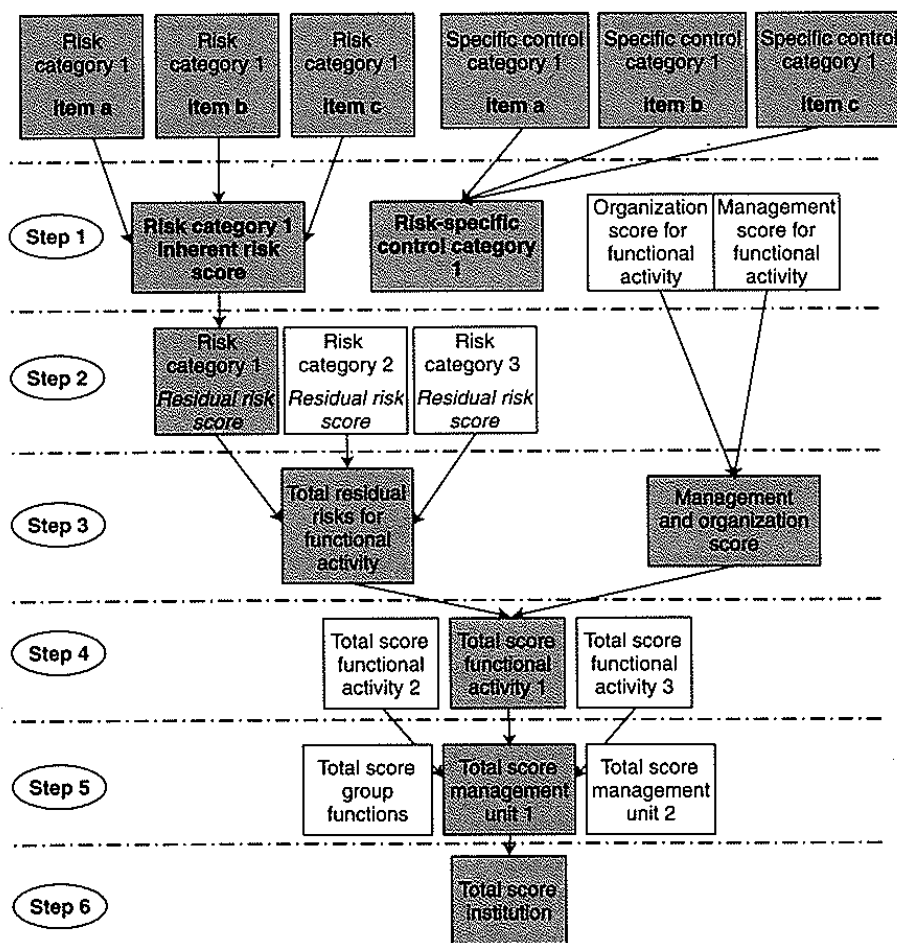 Risk
category 1
item a
Risk
category 1
item b
Risk
category 1
item c
Specific control
category 1
item a
Specific control
category 1
item b
Specific control
category 1
item c
Step 1
Risk category 1
Inherent risk
score
Risk-specific
control category
1
Organization
score for
functional
activity
Management
score for
functional
activity
Step 2
Risk
category 1
Residual risk
score
Risk
category 2
Residual risk
score
Risk
category 3
Residual risk
score
Step 3
Total residual
risks for
functional
activity
Management
and organization
score
Step 4
Total score
functional
activity 2
Total score
functional
activity 1
Total score
functional
activity 3
Step 5
Total score
group
functions
Total score
management
unit 1
Total score
management
unit 2
Step 6
Total score
institution